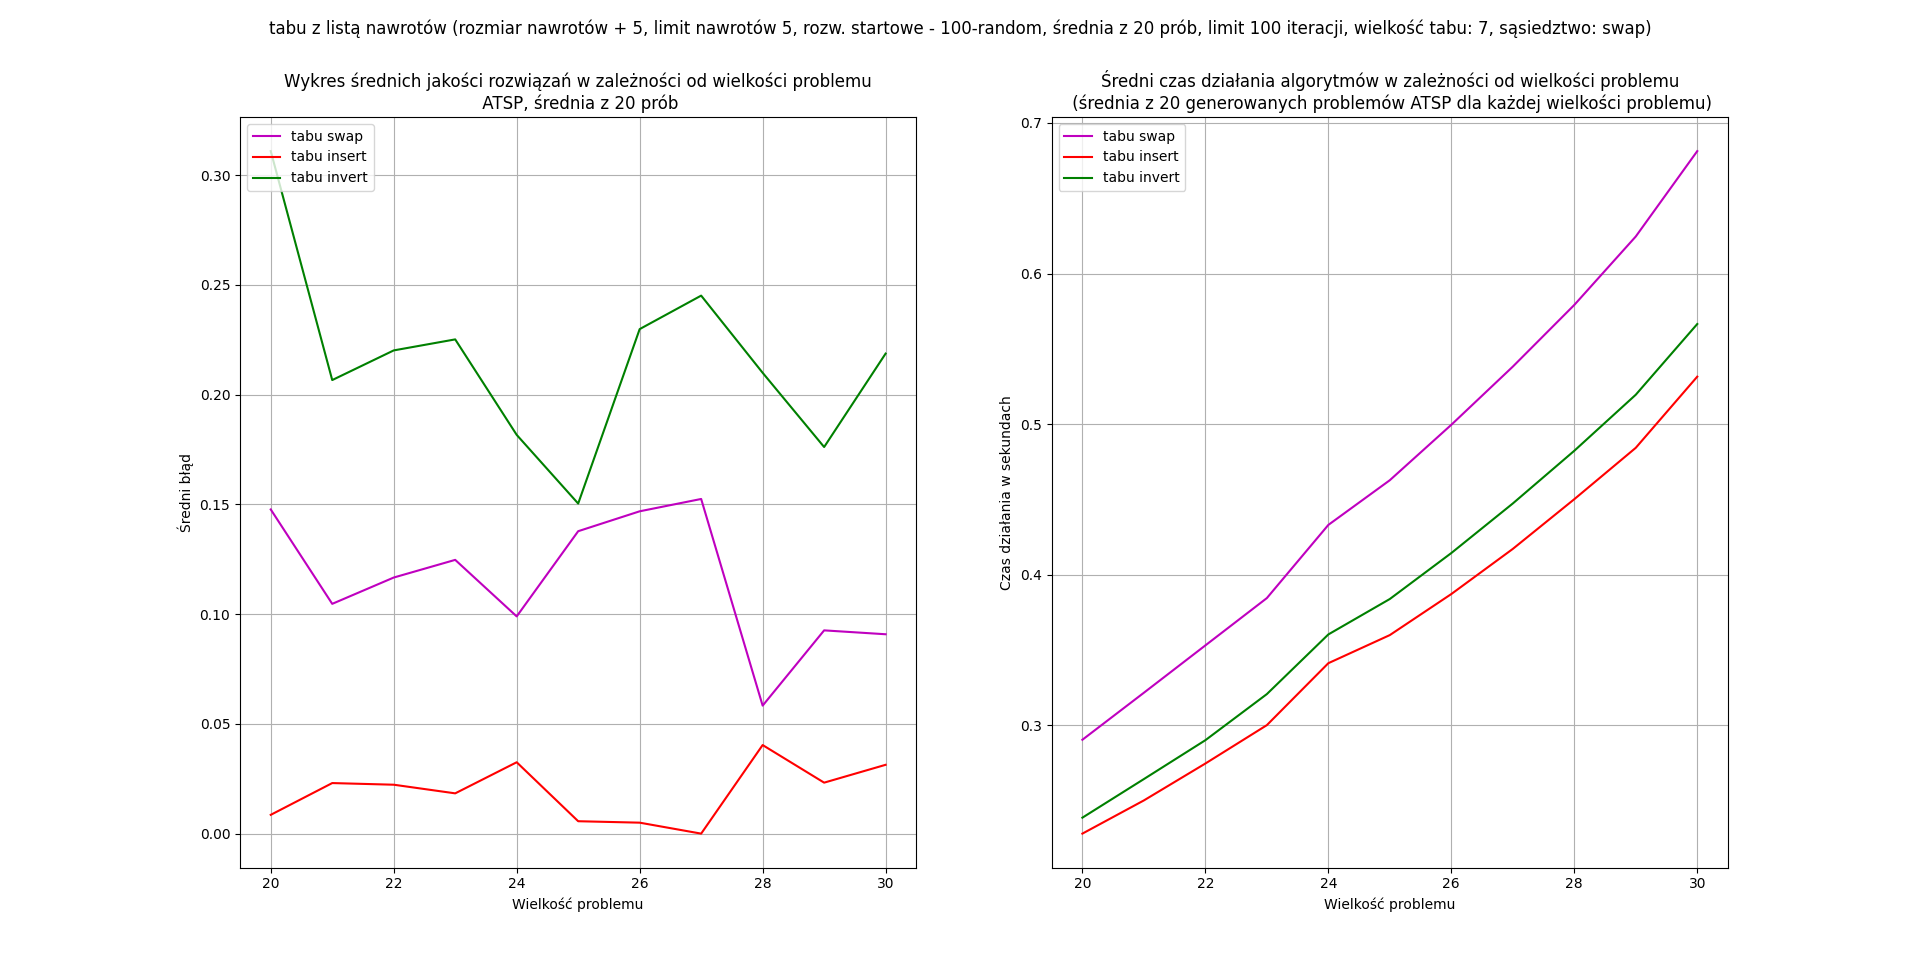 tabu z listą nawrotów (rozmiar nawrotów + 5, limit nawrotów 5, rozw. startowe - 100-random, średnia z 20 prób, limit 100 iteracji, wielkość tabu: 7, sąsiedztwo: swap)
Wykres średnich jakości rozwiązań w zależności od wielkości problemu
ATSP, średnia z 20 prób
tabu swap
tabu insert
tabu invert
0.30
0.25
0.20
0.15
0.10
0.05
0.00
Średni błąd
20 22 24 26 28 30
Wielkość problemu
Średni czas działania algorytmów w zależności od wielkości problemu
(średnia z 20 generowanych problemów ATSP dla każdej wielkości problemu)
tabu swap
tabu insert
tabu invert
0.7
0.6
0.5
0.4
0.3
Czas działania w sekundach
20 22 24 26 28 30
Wielkość problemu